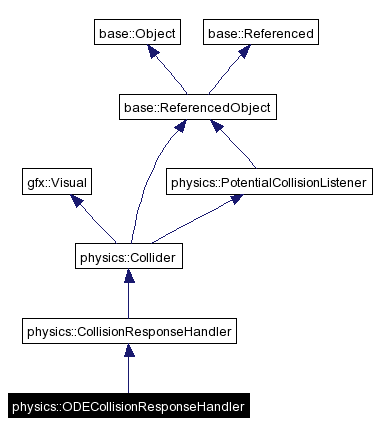 base::Object
base::Referenced
base::ReferencedObject
gfx::Visual
physics::PotentialCollisionListener
physics::Collider
physics::CollisionResponseHandler
physics::ODECollisionResponseHandler